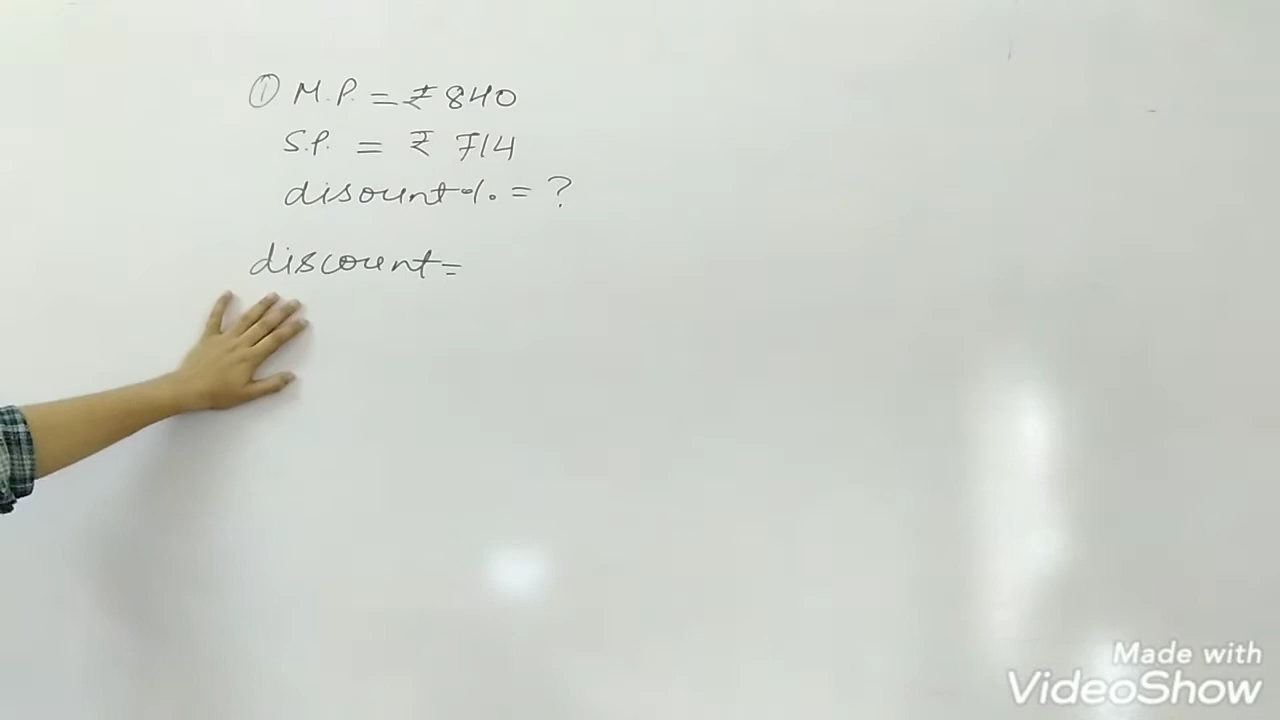 ① M.P. = ₹ 840
S.P. = ₹ 714
disount % = ?
discount =
Made with
VideoShow